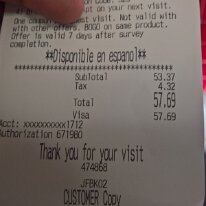 on your next visit.
One coupon per visit. Not valid with
with other offers. BOGO on same product.
Offer is valid 7 days after survey
completion.
**Disponible en espanol**
Subtotal 53.37
Tax 4.32
Total 57.69
Visa 57.69
Acct: xxxxxxxxxxxx1712
Authorization 671980
Thank you for your visit
474868
JFBK02
CUSTOMER Copy